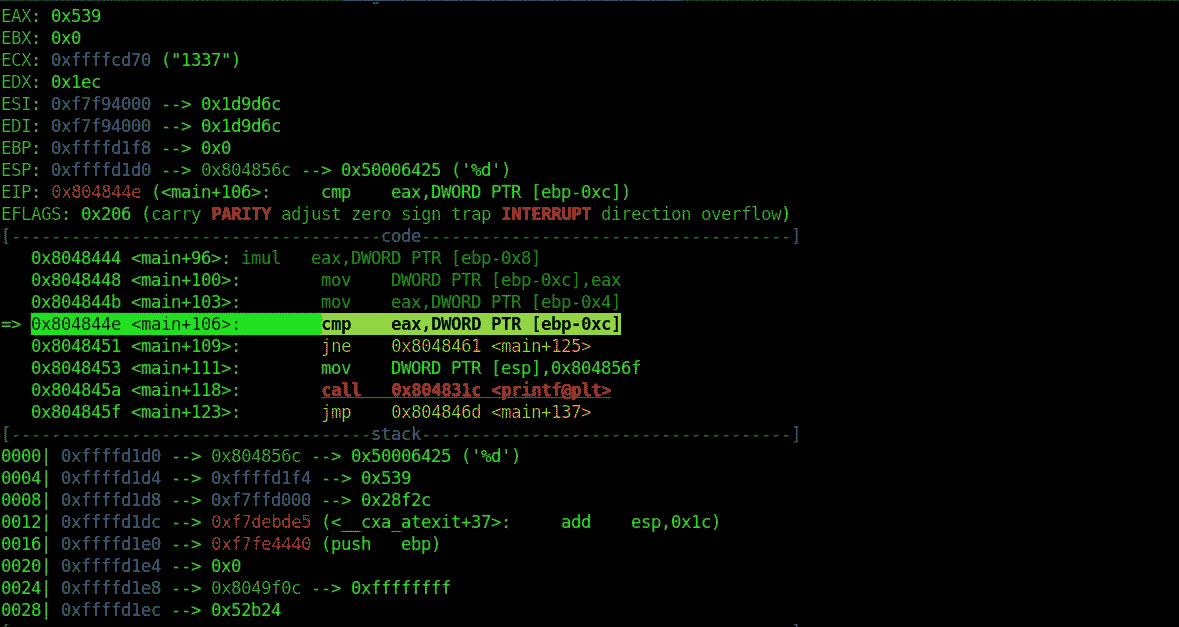 EAX: 0x539
EBX: 0x0
ECX: 0xffffcd70 ("1337")
EDX: 0x1ec
ESI: 0xf7f94000 --> 0x1d9d6c
EDI: 0xf7f94000 --> 0x1d9d6c
EBP: 0xffffd1f8 --> 0x0
ESP: 0xffffd1d0 --> 0x804856c --> 0x50006425 ('%d')
EIP: 0x804844e (<main+106>:     cmp    eax,DWORD PTR [ebp-0xc])
EFLAGS: 0x206 (carry PARITY adjust zero sign trap INTERRUPT direction overflow)
[-------------------------------------code-------------------------------------]
   0x8048444 <main+96>: imul   eax,DWORD PTR [ebp-0x8]
   0x8048448 <main+100>:        mov    DWORD PTR [ebp-0xc],eax
   0x804844b <main+103>:        mov    eax,DWORD PTR [ebp-0x4]
=> 0x804844e <main+106>:        cmp    eax,DWORD PTR [ebp-0xc]
   0x8048451 <main+109>:        jne    0x8048461 <main+125>
   0x8048453 <main+111>:        mov    DWORD PTR [esp],0x804856f
   0x804845a <main+118>:        call   0x804831c <printf@plt>
   0x804845f <main+123>:        jmp    0x804846d <main+137>
[------------------------------------stack-------------------------------------]
0000| 0xffffd1d0 --> 0x804856c --> 0x50006425 ('%d')
0004| 0xffffd1d4 --> 0xffffd1f4 --> 0x539
0008| 0xffffd1d8 --> 0xf7ffd000 --> 0x28f2c
0012| 0xffffd1dc --> 0xf7debde5 (<__cxa_atexit+37>:     add    esp,0x1c)
0016| 0xffffd1e0 --> 0xf7fe4440 (push   ebp)
0020| 0xffffd1e4 --> 0x0
0024| 0xffffd1e8 --> 0x8049f0c --> 0xffffffff
0028| 0xffffd1ec --> 0x52b24